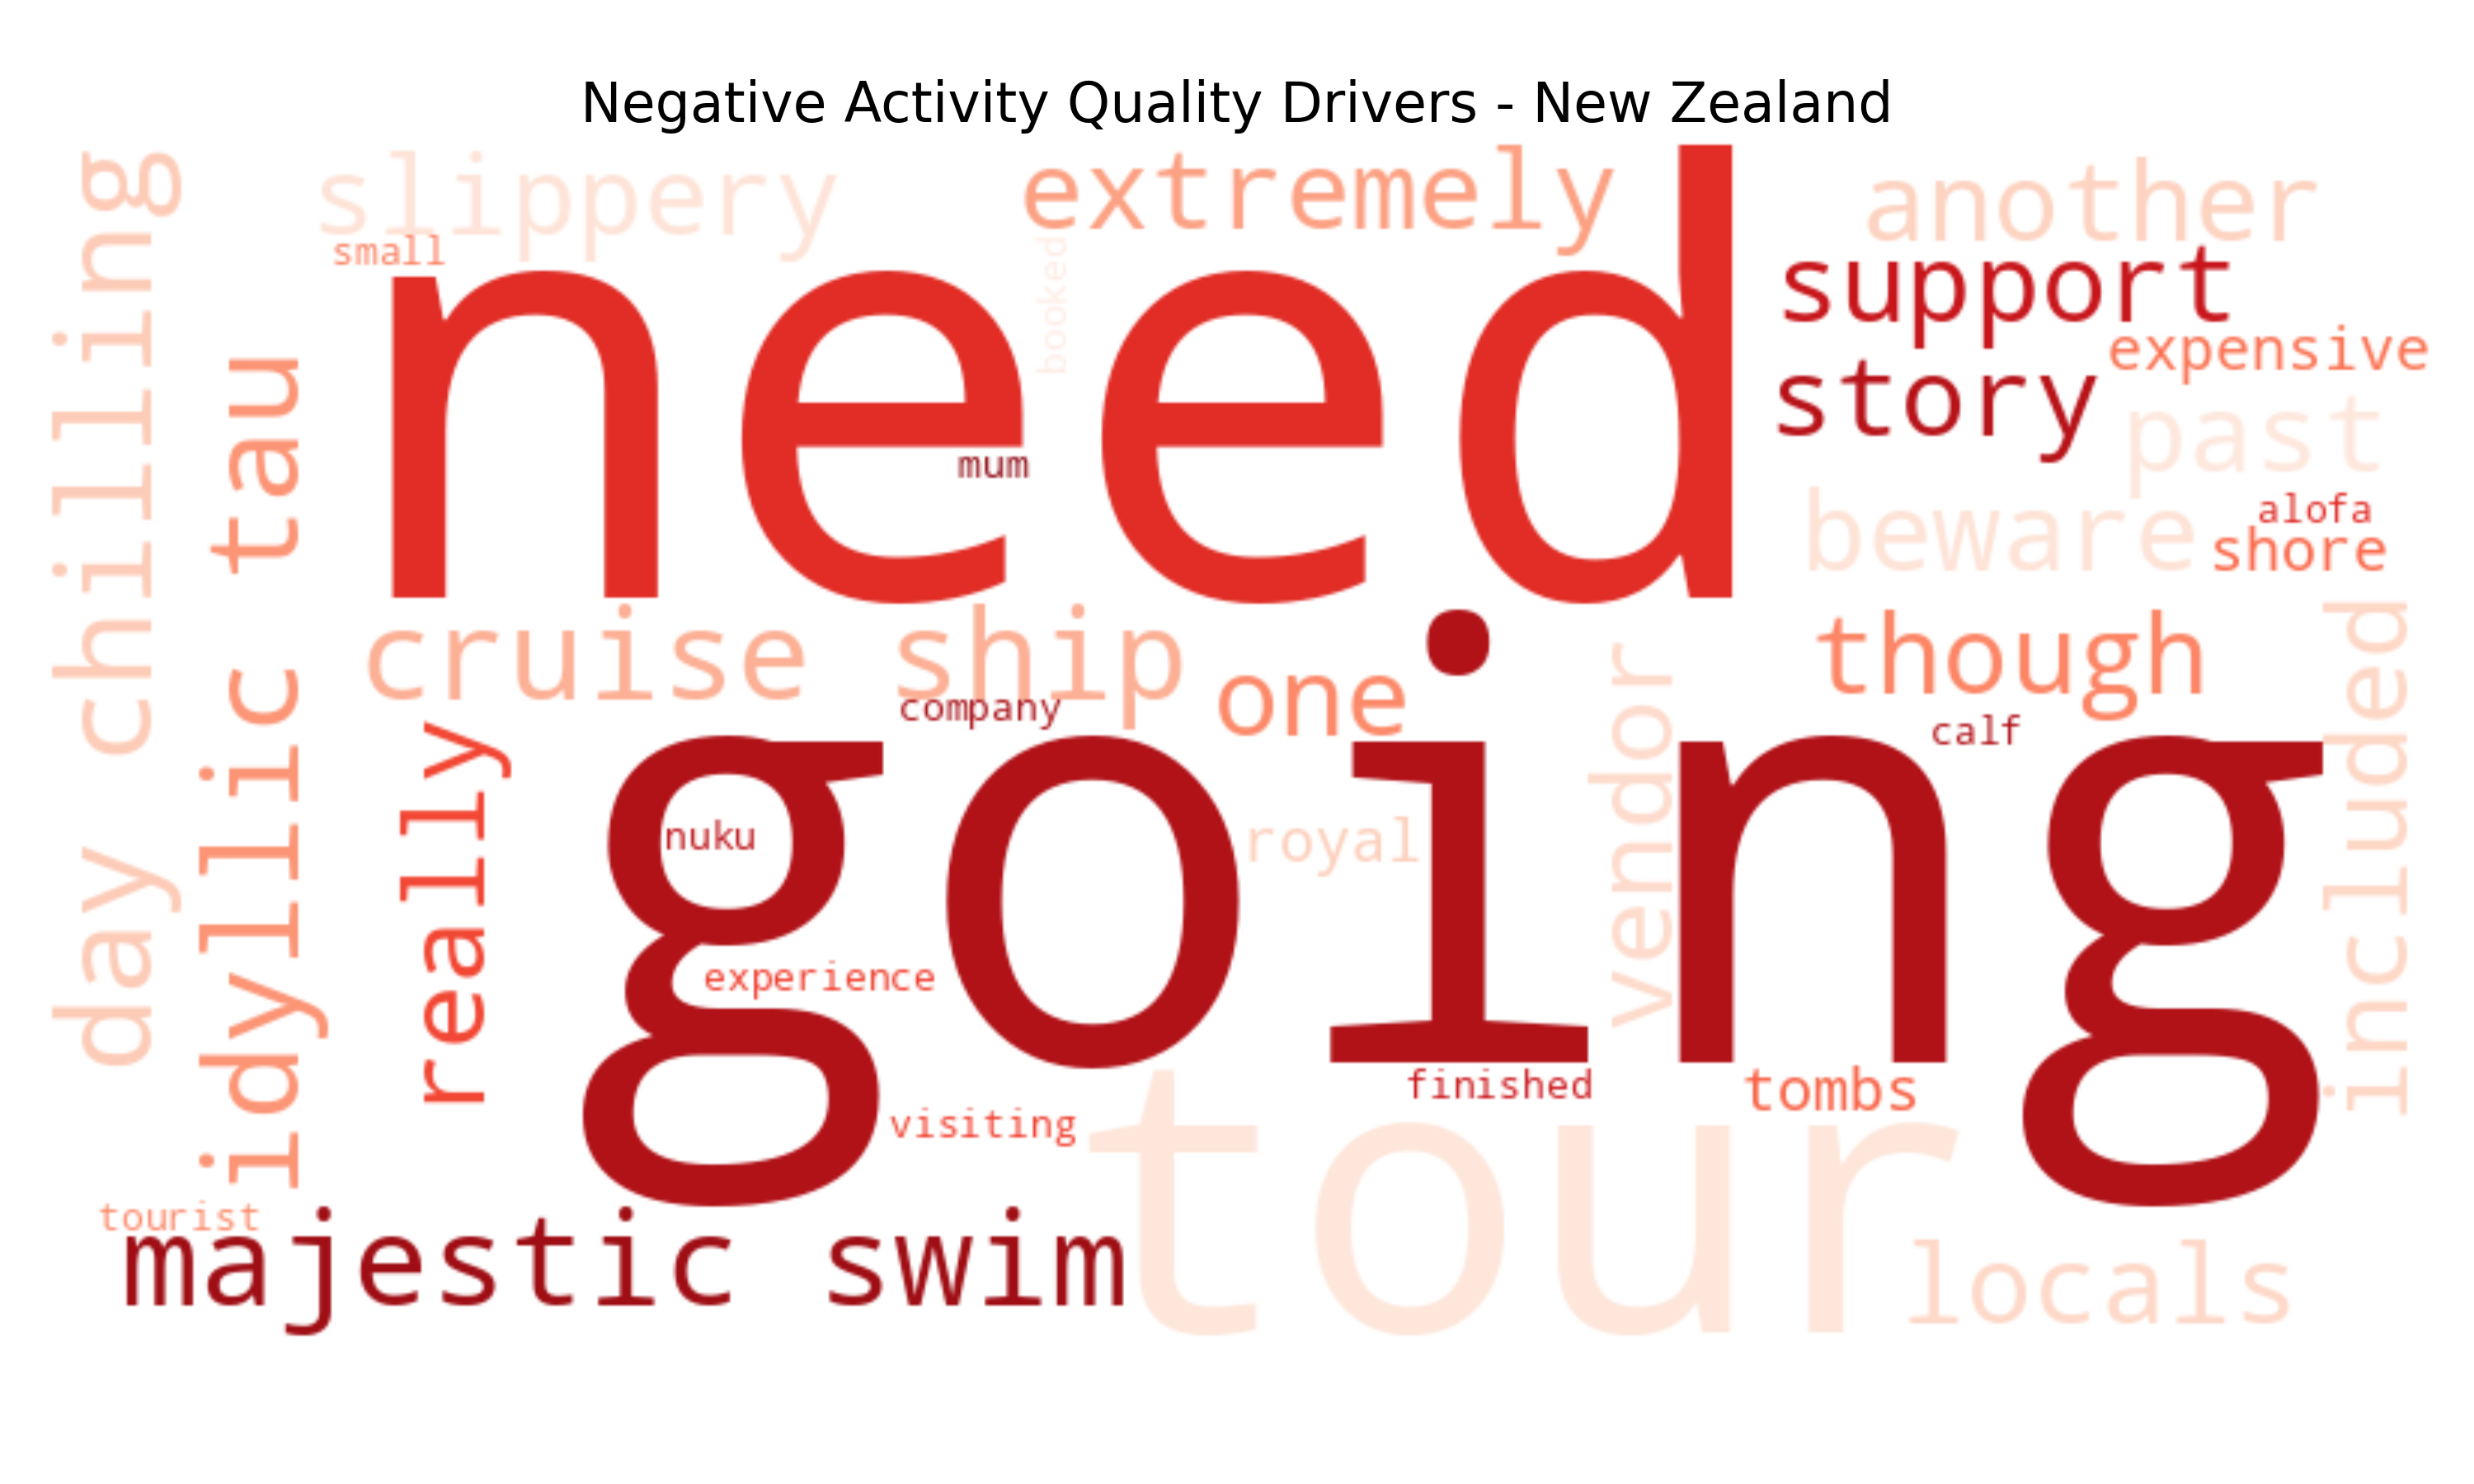 Negative Activity Quality Drivers - New Zealand
day chilling
slippery
extremely
another
small
booked
need
support
expensive
story
past
idyllic tau
mum
beware
alofa
shore
cruise ship
one
though
included
company
calf
really
going
vendor
nuku
royal
experience
finished
tombs
visiting
tour
tourist
majestic swim
locals